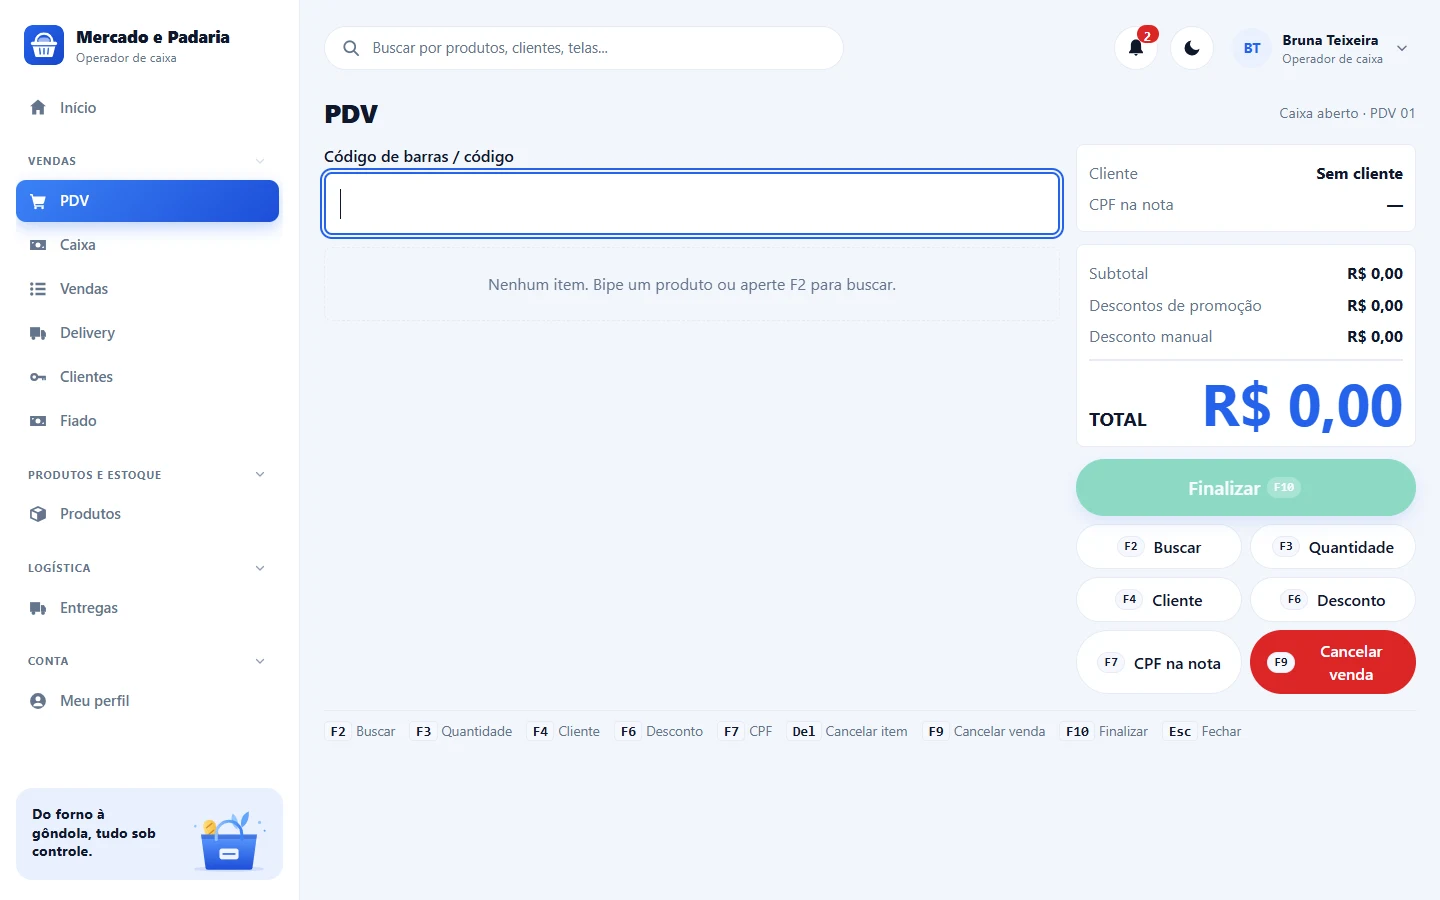 Mercado e Padaria
Operador de caixa
Início
VENDAS
PDV
Caixa
Vendas
Delivery
Clientes
Fiado
PRODUTOS E ESTOQUE
Produtos
LOGÍSTICA
Entregas
CONTA
Meu perfil
Do forno à
gôndola, tudo sob
controle.
Buscar por produtos, clientes, telas...
2
BT
Bruna Teixeira
Operador de caixa
PDV
Caixa aberto · PDV 01
Código de barras / código
Nenhum item. Bipe um produto ou aperte F2 para buscar.
Cliente Sem cliente
CPF na nota —
Subtotal R$ 0,00
Descontos de promoção R$ 0,00
Desconto manual R$ 0,00
TOTAL R$ 0,00
Finalizar F10
F2 Buscar
F3 Quantidade
F4 Cliente
F6 Desconto
F7 CPF na nota
F9 Cancelar
venda
F2 Buscar F3 Quantidade F4 Cliente F6 Desconto F7 CPF Del Cancelar item F9 Cancelar venda F10 Finalizar Esc Fechar